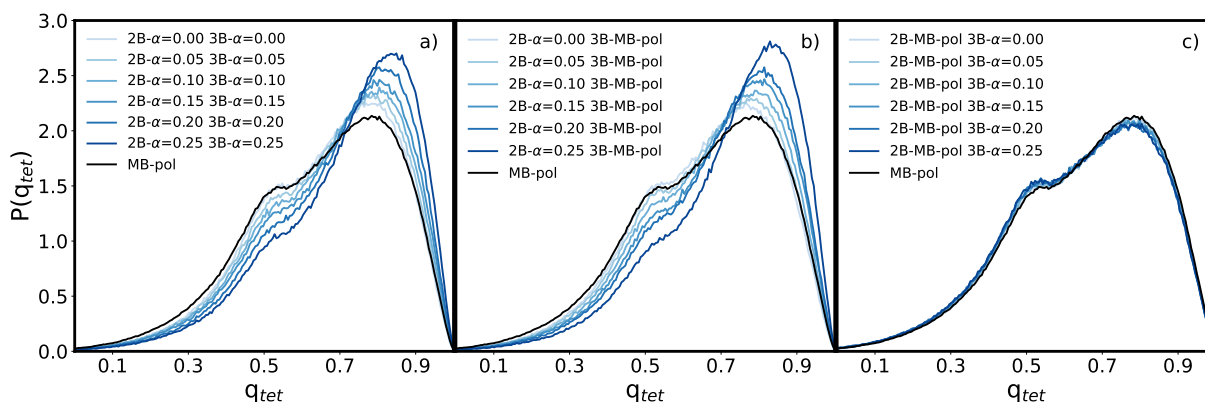 3.0
2.5
2.0
1.5
1.0
0.5
0.0
P(q_tet)
2B-α=0.00 3B-α=0.00
2B-α=0.05 3B-α=0.05
2B-α=0.10 3B-α=0.10
2B-α=0.15 3B-α=0.15
2B-α=0.20 3B-α=0.20
2B-α=0.25 3B-α=0.25
MB-pol
a)
0.1 0.3 0.5 0.7 0.9
q_tet
2B-α=0.00 3B-MB-pol
2B-α=0.05 3B-MB-pol
2B-α=0.10 3B-MB-pol
2B-α=0.15 3B-MB-pol
2B-α=0.20 3B-MB-pol
2B-α=0.25 3B-MB-pol
MB-pol
b)
0.1 0.3 0.5 0.7 0.9
q_tet
2B-MB-pol 3B-α=0.00
2B-MB-pol 3B-α=0.05
2B-MB-pol 3B-α=0.10
2B-MB-pol 3B-α=0.15
2B-MB-pol 3B-α=0.20
2B-MB-pol 3B-α=0.25
MB-pol
c)
0.1 0.3 0.5 0.7 0.9
q_tet